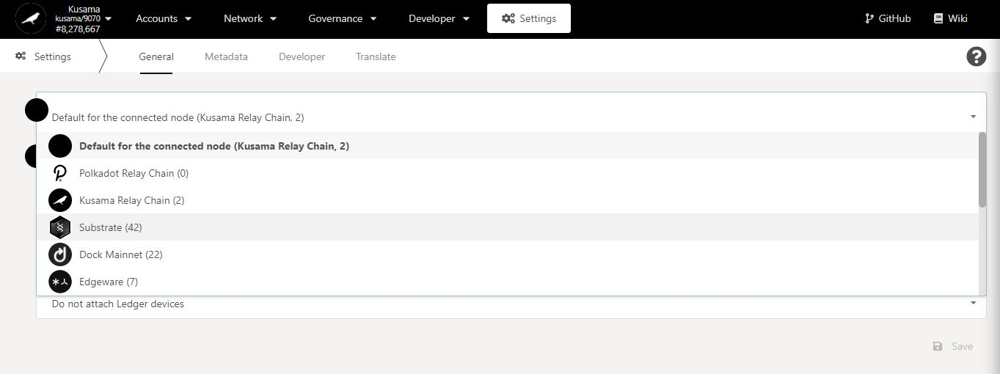 Kusama
kusama/9070
#8,278,667
Accounts
Network
Governance
Developer
Settings
GitHub
Wiki
Settings
General
Metadata
Developer
Translate
?
Default for the connected node (Kusama Relay Chain, 2)
Default for the connected node (Kusama Relay Chain, 2)
Polkadot Relay Chain (0)
Kusama Relay Chain (2)
Substrate (42)
Dock Mainnet (22)
Edgeware (7)
Do not attach Ledger devices
Save